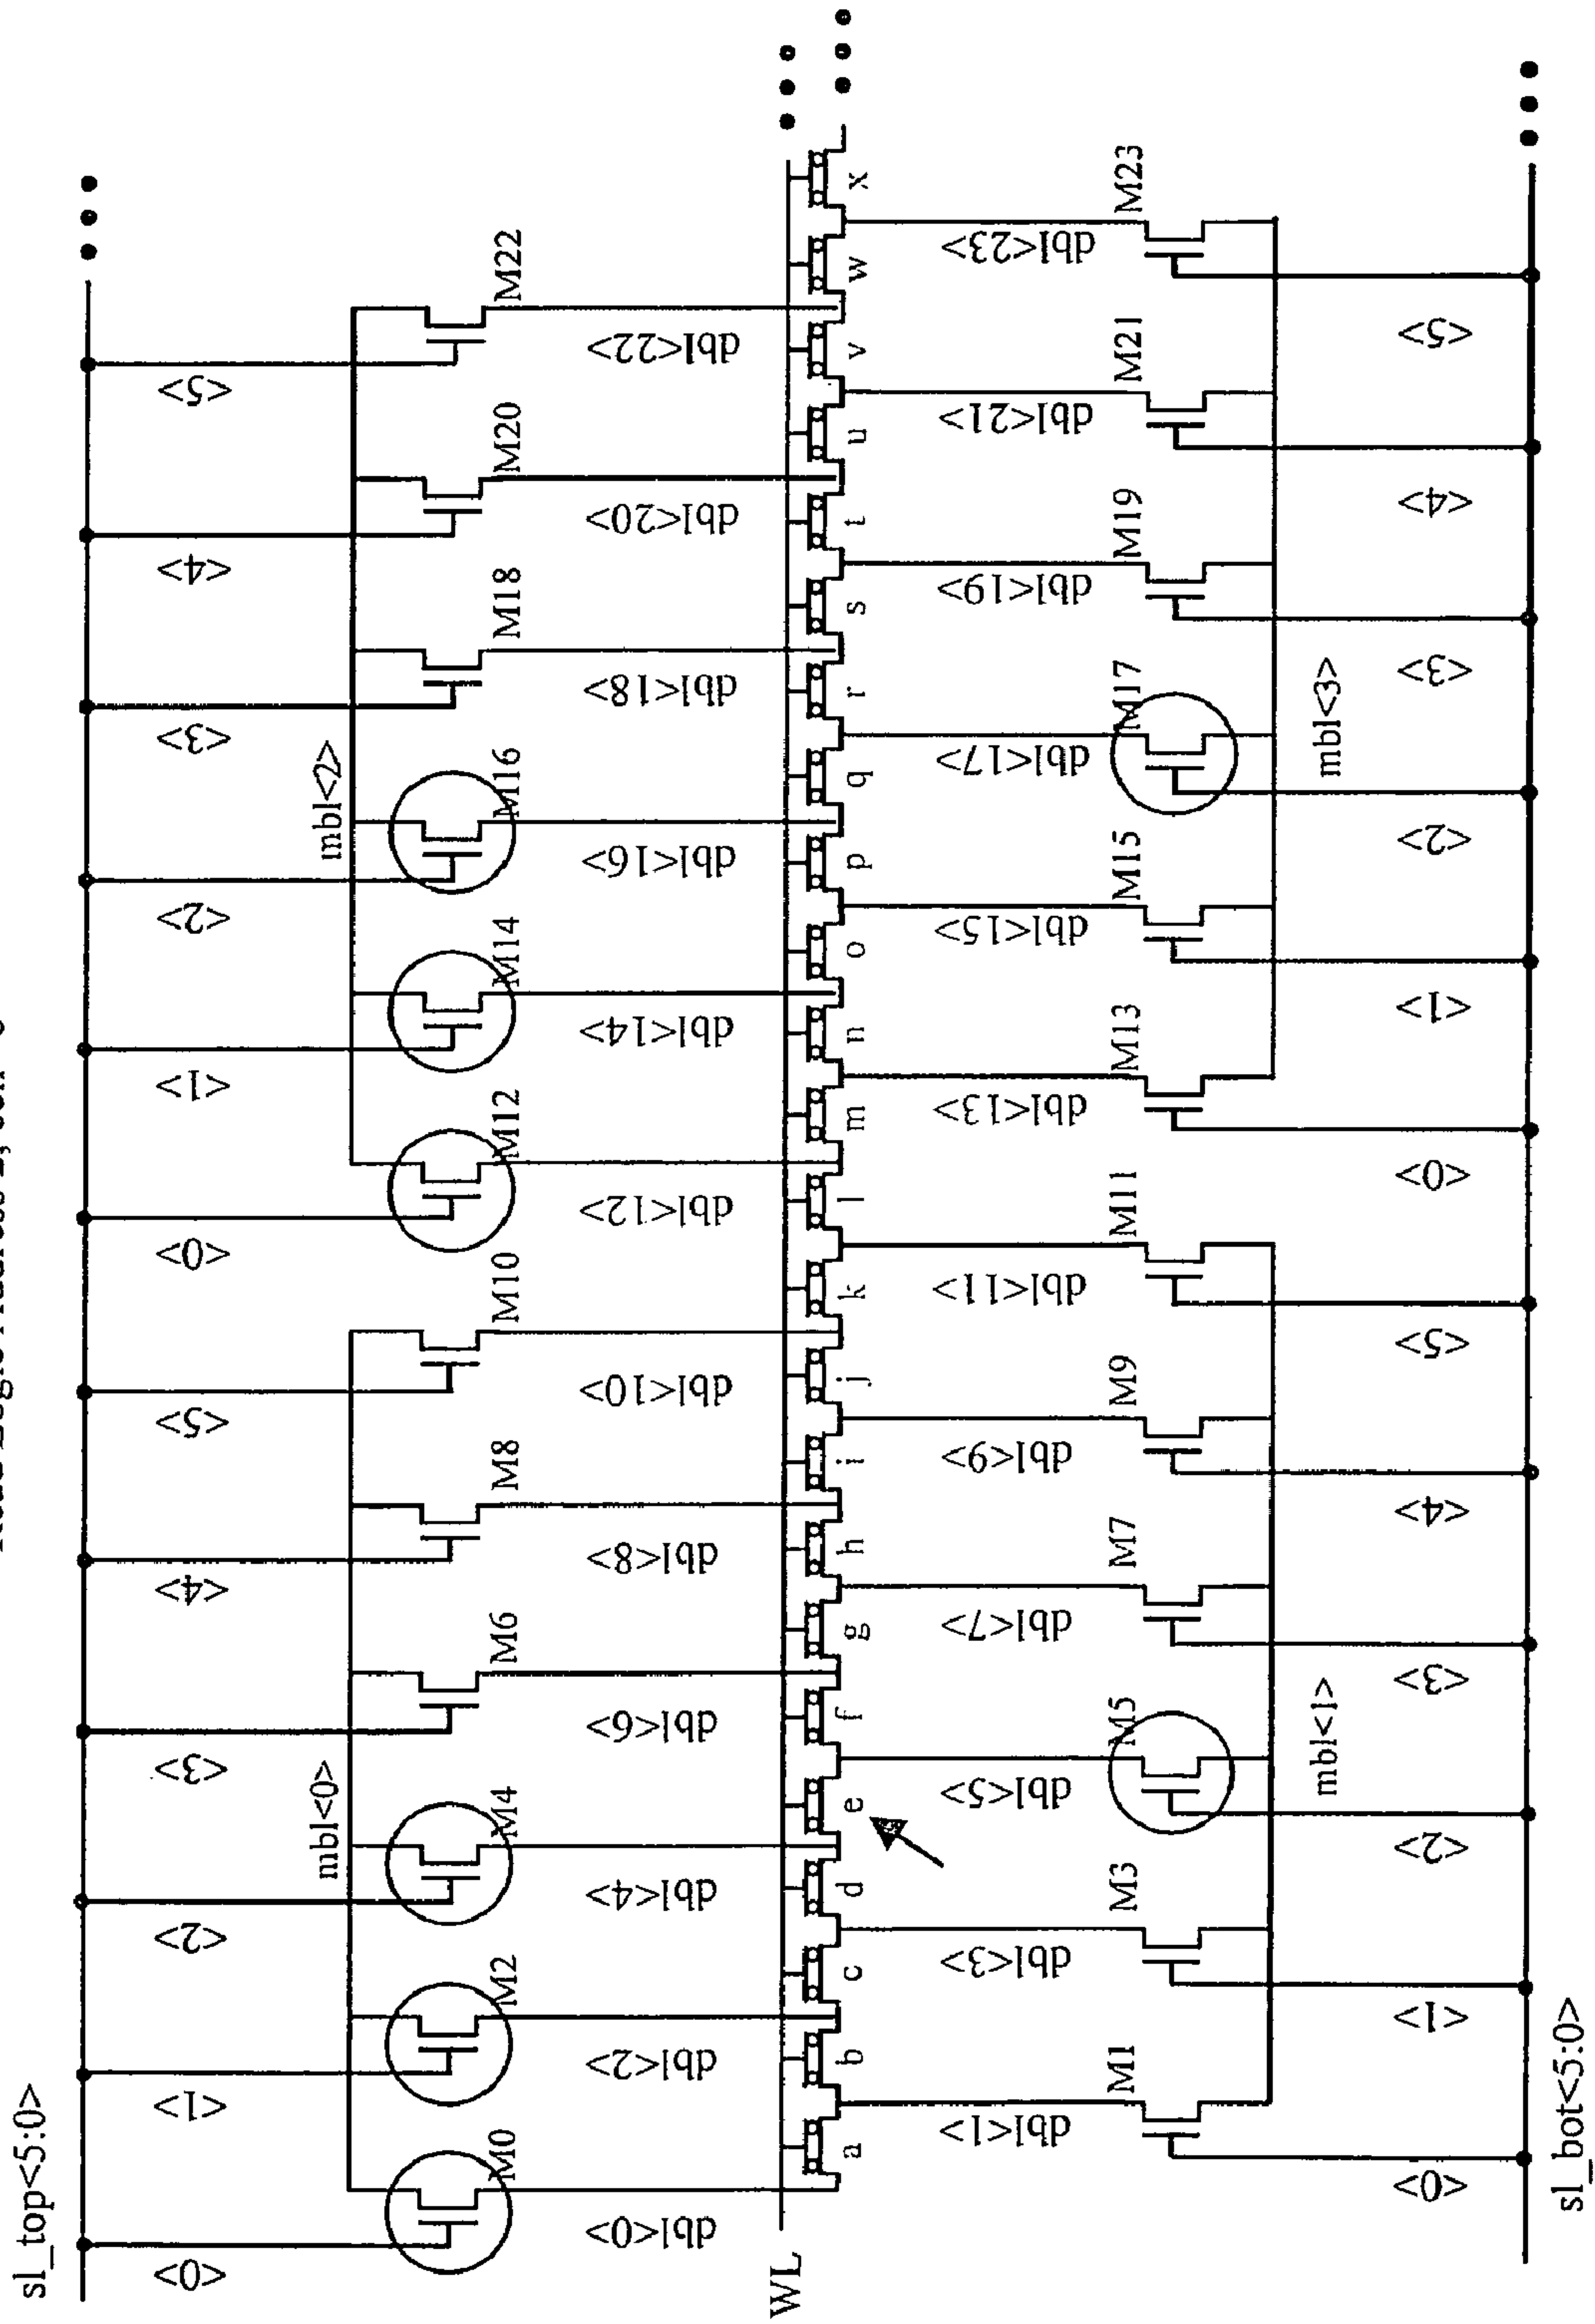 sl_top<5:0>
<0>
<1>
<2>
<3>
<4>
<5>
<0>
<1>
<2>
<3>
<4>
<5>
mbl<0>
mbl<2>
M0
M2
M4
M6
M8
M10
M12
M14
M16
M18
M20
M22
dbl<0>
dbl<2>
dbl<4>
dbl<6>
dbl<8>
dbl<10>
dbl<12>
dbl<14>
dbl<16>
dbl<18>
dbl<20>
dbl<22>
WL
a b c d e f g h i j k l m n o p q r s t u v w x
dbl<1>
dbl<3>
dbl<5>
dbl<7>
dbl<9>
dbl<11>
dbl<13>
dbl<15>
dbl<17>
dbl<19>
dbl<21>
dbl<23>
M1
M3
M5
M7
M9
M11
M13
M15
M17
M19
M21
M23
mbl<1>
mbl<3>
<0>
<1>
<2>
<3>
<4>
<5>
<0>
<1>
<2>
<3>
<4>
<5>
sl_bot<5:0>